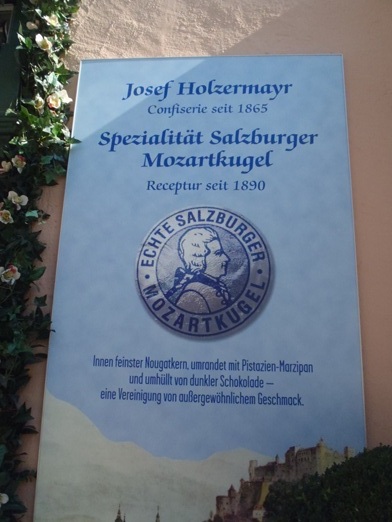 Josef Holzermayr
Confiserie seit 1865
Spezialität Salzburger
Mozartkugel
Receptur seit 1890
ECHTE SALZBURGER
MOZARTKUGEL
Innen feinster Nougatkern, umrandet mit Pistazien-Marzipan
und umhüllt von dunkler Schokolade –
eine Vereinigung von außergewöhnlichem Geschmack.